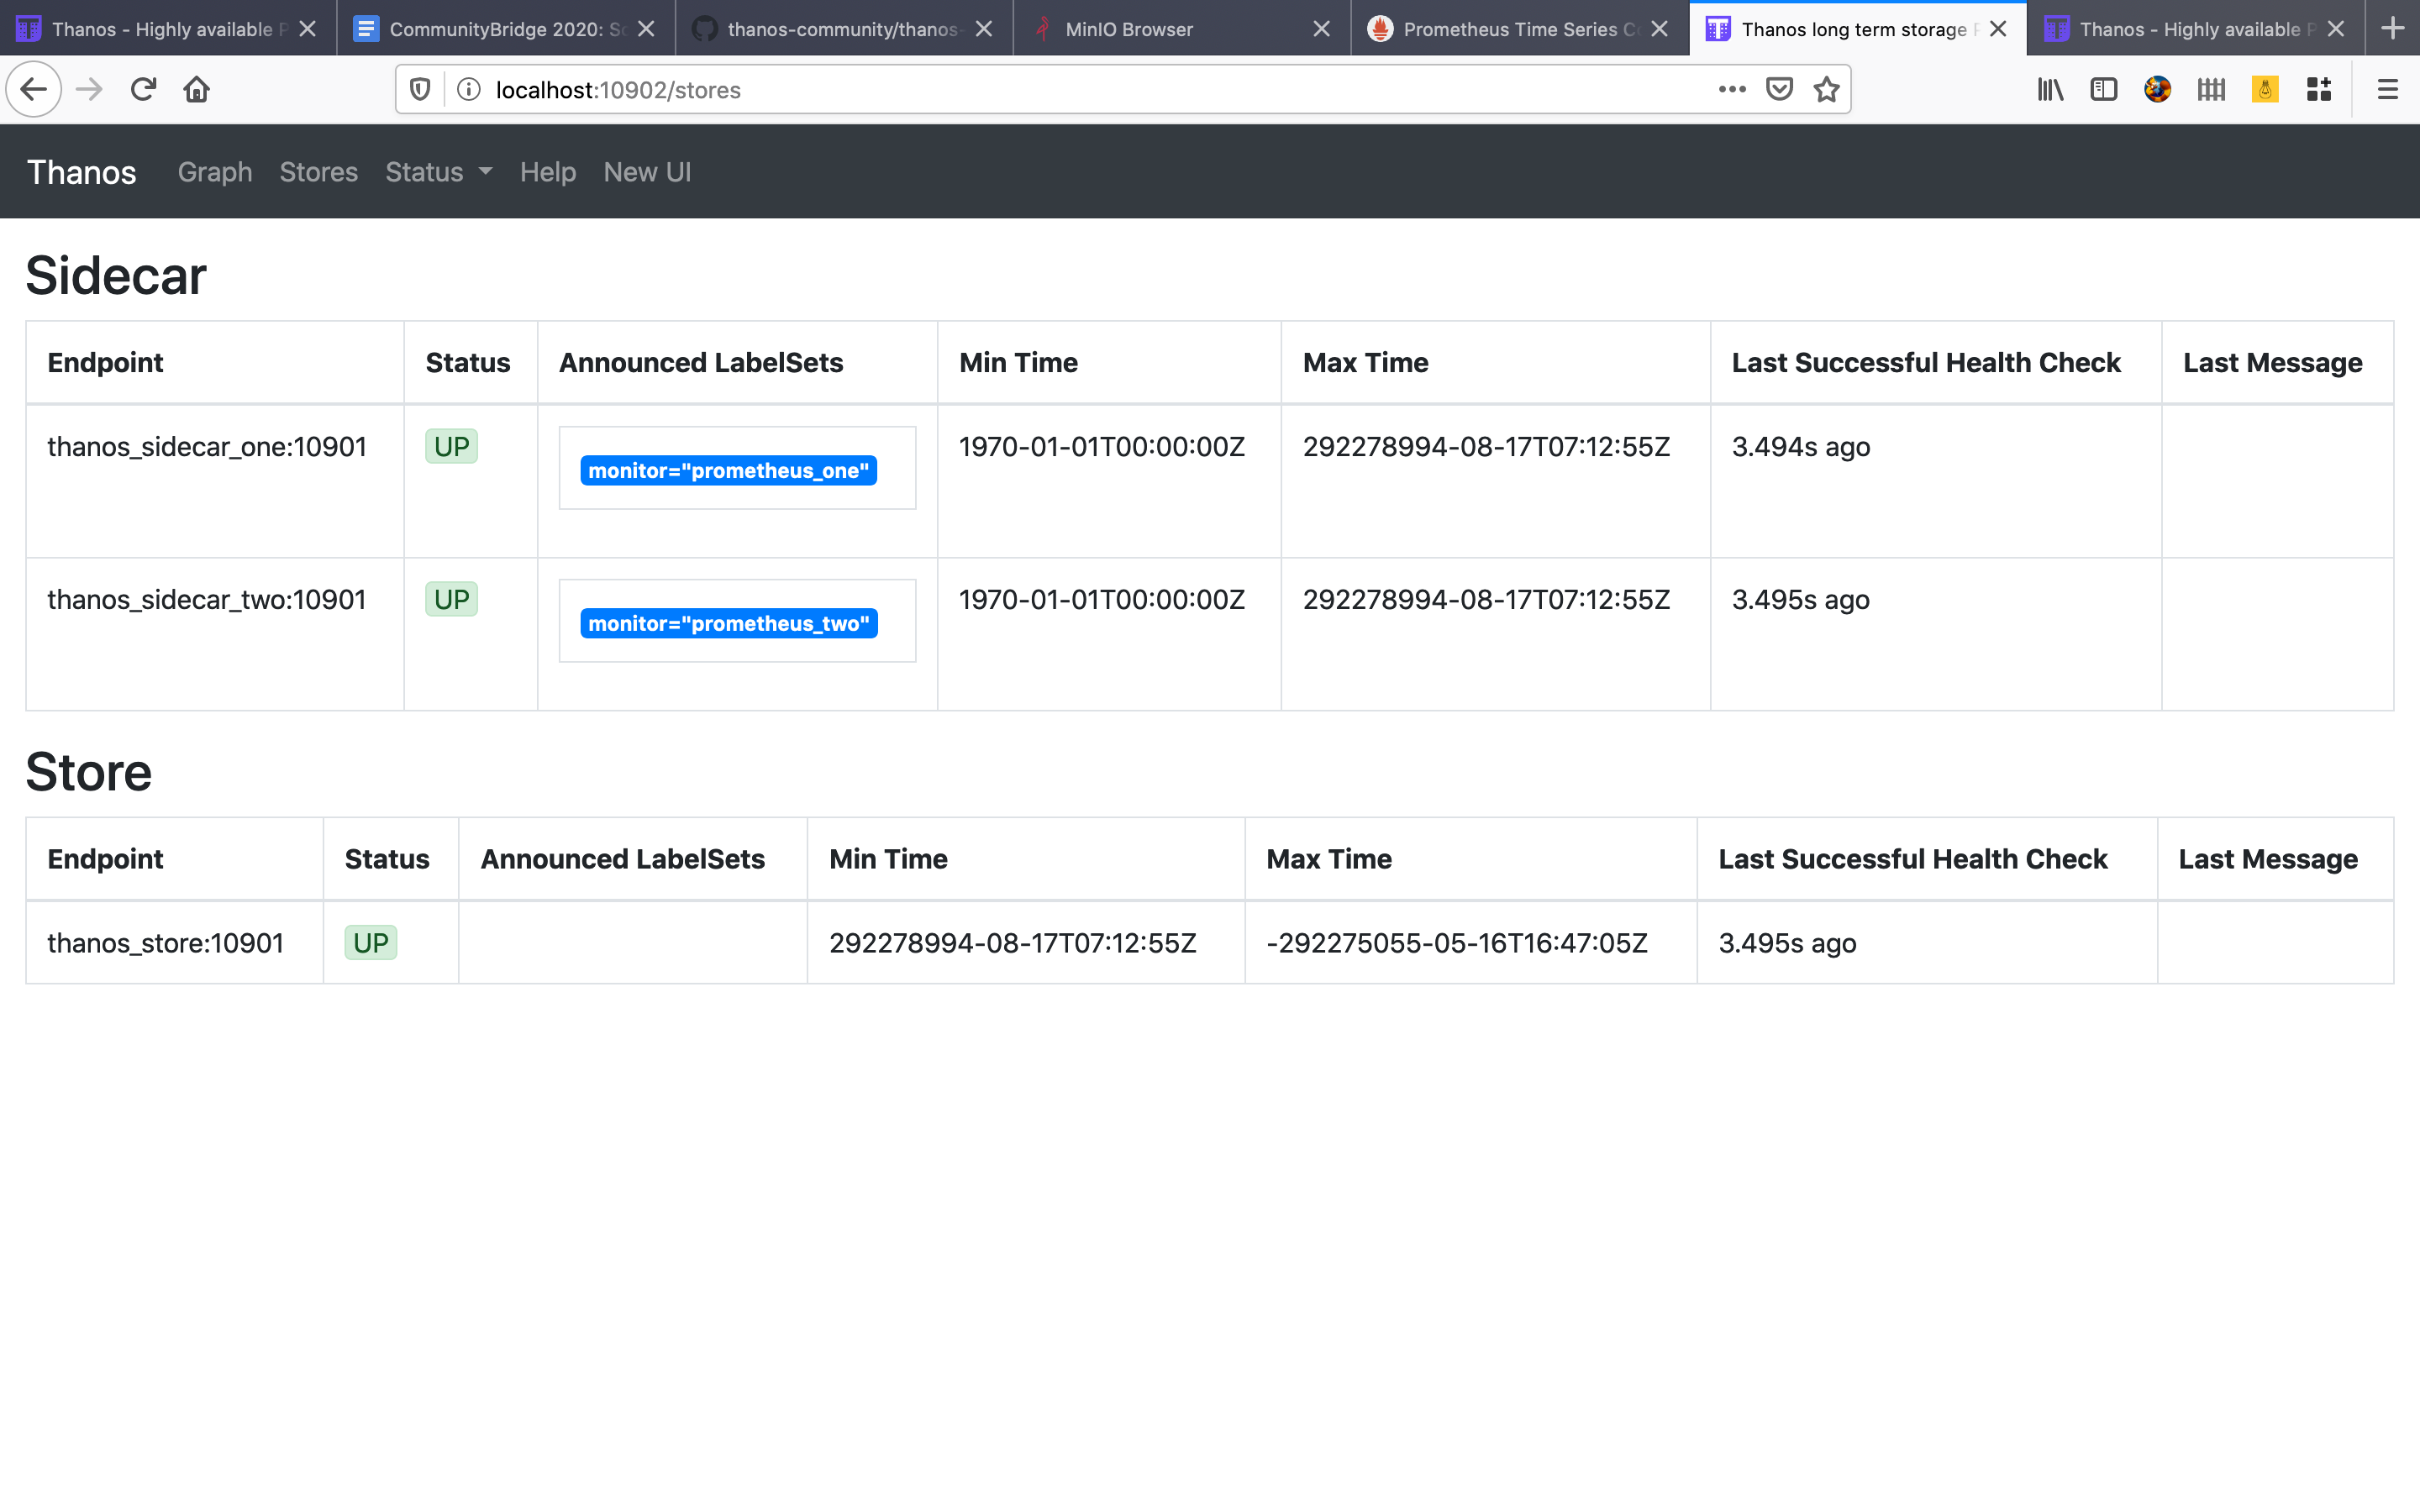 Thanos - Highly available P
CommunityBridge 2020: Sc
thanos-community/thanos-
MinIO Browser
Prometheus Time Series Co
Thanos long term storage P
Thanos - Highly available P
localhost:10902/stores
Thanos Graph Stores Status Help New UI
Sidecar
Endpoint Status Announced LabelSets Min Time Max Time Last Successful Health Check Last Message
thanos_sidecar_one:10901 UP monitor="prometheus_one" 1970-01-01T00:00:00Z 292278994-08-17T07:12:55Z 3.494s ago
thanos_sidecar_two:10901 UP monitor="prometheus_two" 1970-01-01T00:00:00Z 292278994-08-17T07:12:55Z 3.495s ago
Store
Endpoint Status Announced LabelSets Min Time Max Time Last Successful Health Check Last Message
thanos_store:10901 UP 292278994-08-17T07:12:55Z -292275055-05-16T16:47:05Z 3.495s ago